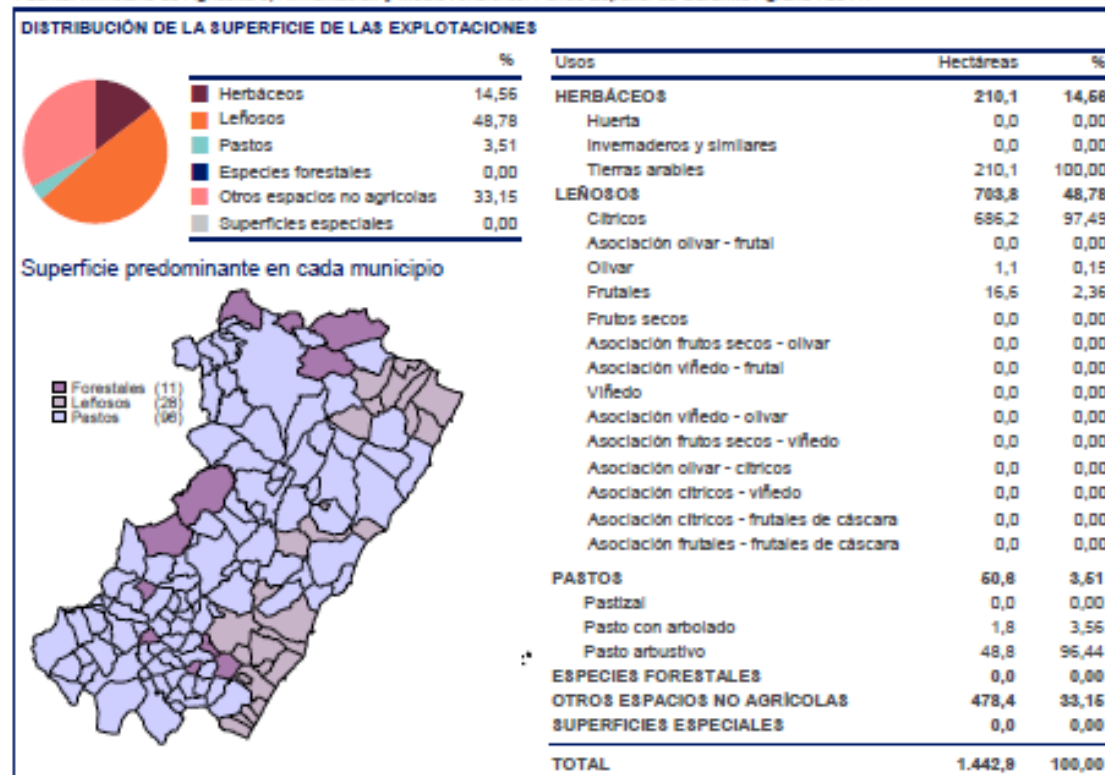 DISTRIBUCIÓN DE LA SUPERFICIE DE LAS EXPLOTACIONES
%
Herbáceos 14,56
Leñosos 48,78
Pastos 3,51
Especies forestales 0,00
Otros espacios no agrícolas 33,15
Superficies especiales 0,00
Superficie predominante en cada municipio
Forestales (11)
Leñosos (28)
Pastos (96)
Usos Hectáreas %
HERBÁCEOS 210,1 14,56
Huerta 0,0 0,00
Invernaderos y similares 0,0 0,00
Tierras arables 210,1 100,00
LEÑOSOS 703,8 48,78
Cítricos 686,2 97,49
Asociación olivar - frutal 0,0 0,00
Olivar 1,1 0,15
Frutales 16,6 2,36
Frutos secos 0,0 0,00
Asociación frutos secos - olivar 0,0 0,00
Asociación viñedo - frutal 0,0 0,00
Viñedo 0,0 0,00
Asociación viñedo - olivar 0,0 0,00
Asociación frutos secos - viñedo 0,0 0,00
Asociación olivar - cítricos 0,0 0,00
Asociación cítricos - viñedo 0,0 0,00
Asociación cítricos - frutales de cáscara 0,0 0,00
Asociación frutales - frutales de cáscara 0,0 0,00
PASTOS 50,6 3,51
Pastizal 0,0 0,00
Pasto con arbolado 1,8 3,56
Pasto arbustivo 48,8 96,44
ESPECIES FORESTALES 0,0 0,00
OTROS ESPACIOS NO AGRÍCOLAS 478,4 33,15
SUPERFICIES ESPECIALES 0,0 0,00
TOTAL 1.442,9 100,00